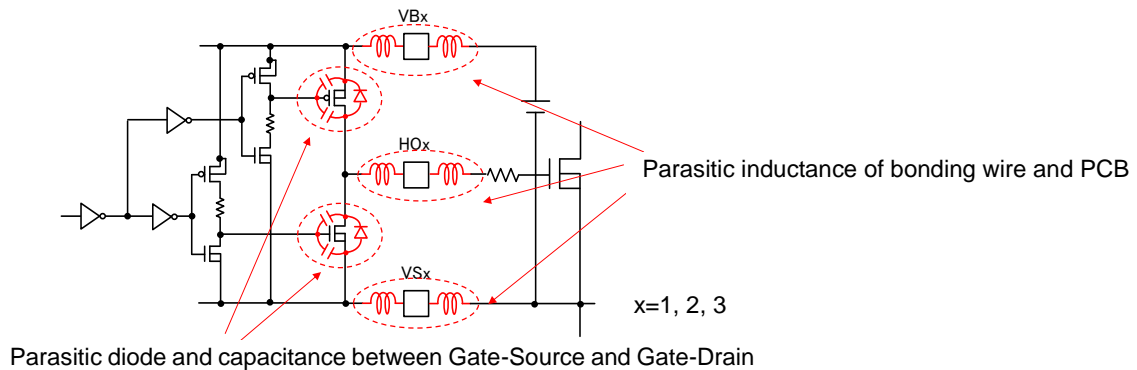 VBx
HOx
Parasitic inductance of bonding wire and PCB
VSx
x=1, 2, 3
Parasitic diode and capacitance between Gate-Source and Gate-Drain